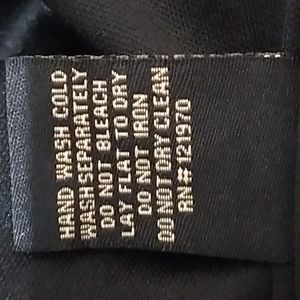 HAND WASH COLD
WASH SEPARATELY
DO NOT BLEACH
LAY FLAT TO DRY
DO NOT IRON
DO NOT DRY CLEAN
RN# 121970